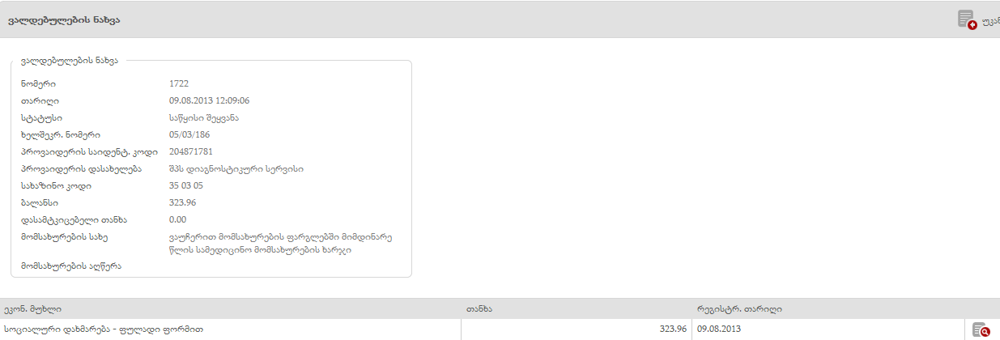 ვალდებულების ნახვა
უკან
ვალდებულების ნახვა
ნომერი 1722
თარიღი 09.08.2013 12:09:06
სტატუსი საწყისი შეყვანა
ხელშეკრ. ნომერი 05/03/186
პროვაიდერის საიდენტ. კოდი 204871781
პროვაიდერის დასახელება შპს დიაგნოსტიკური სერვისი
სახაზინო კოდი 35 03 05
ბალანსი 323.96
დასამტკიცებელი თანხა 0.00
მომსახურების სახე ვაუჩერით მომსახურების ფარგლებში მიმდინარე
წლის სამედიცინო მომსახურების ხარჯი
მომსახურების აღწერა
ეკონ. მუხლი თანხა რეგისტრ. თარიღი
სოციალური დახმარება - ფულადი ფორმით 323.96 09.08.2013